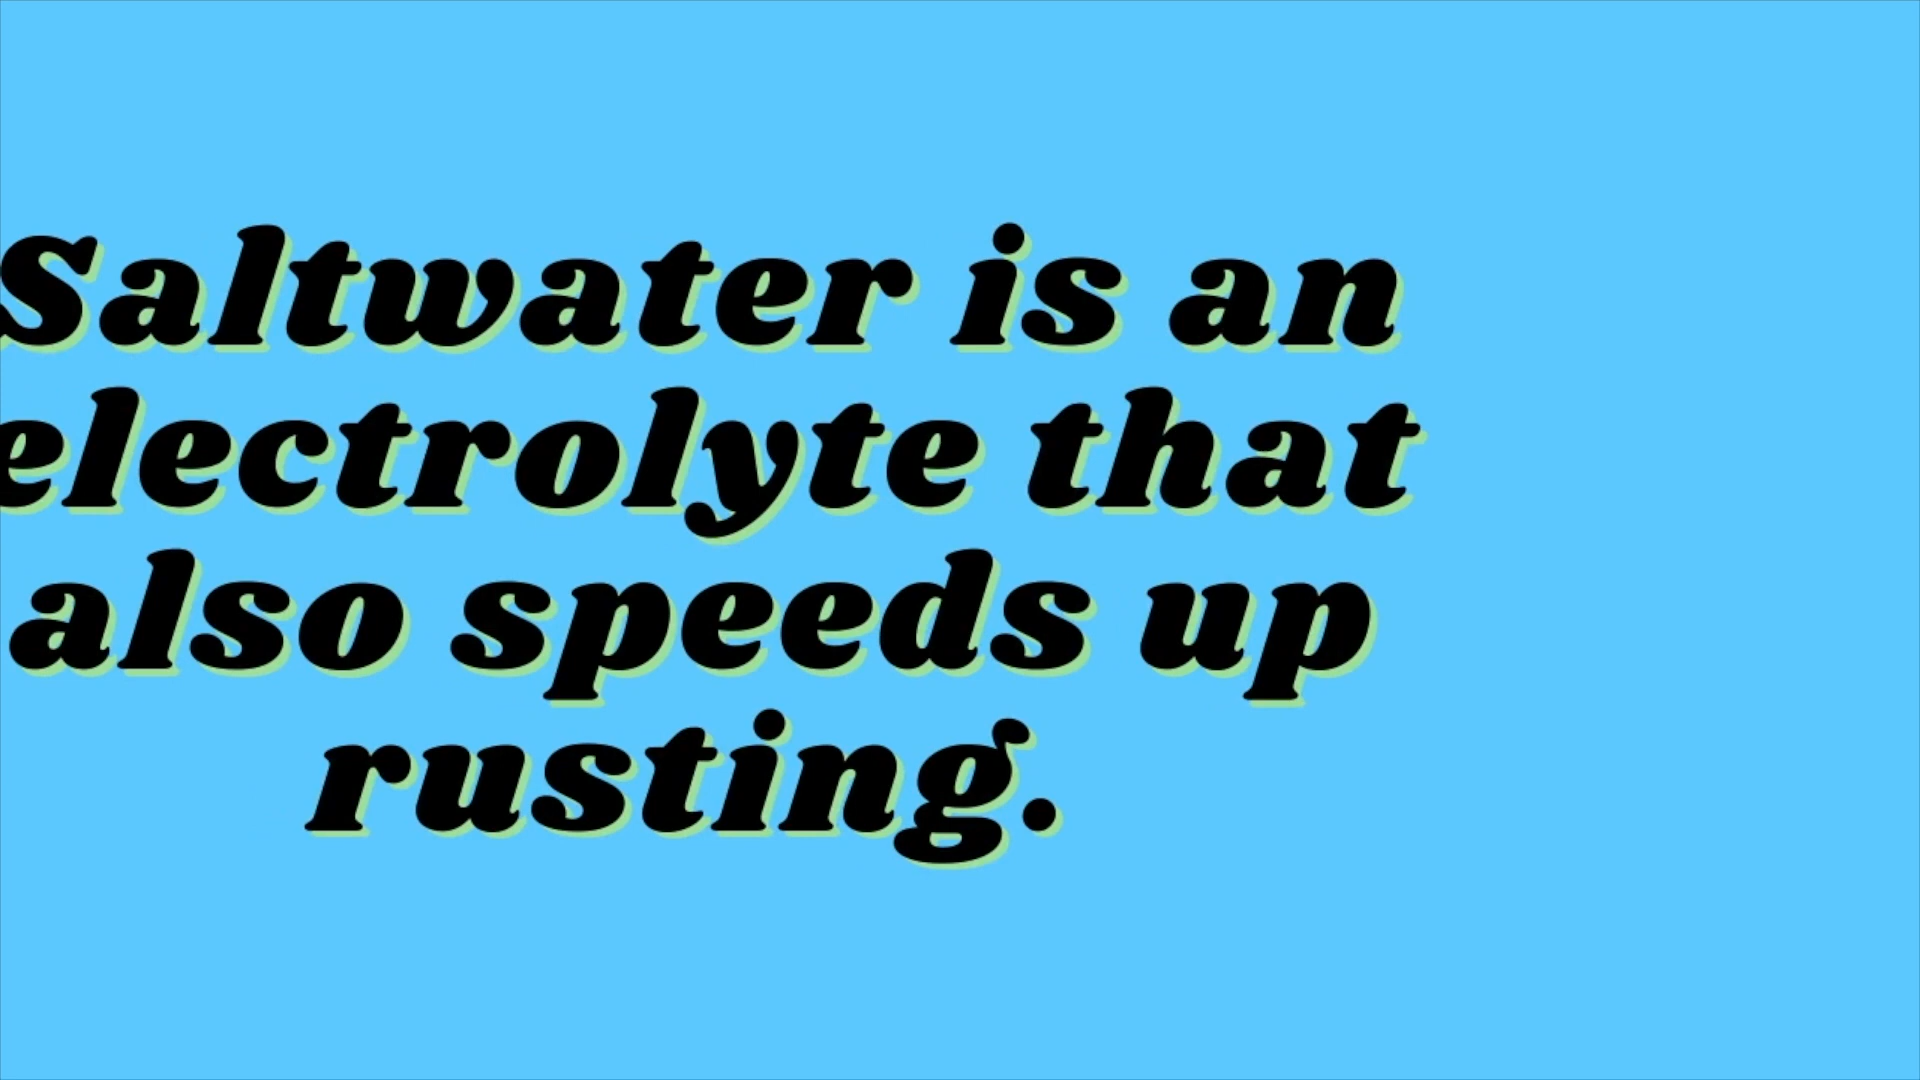 Saltwater is an
electrolyte that
also speeds up
rusting.